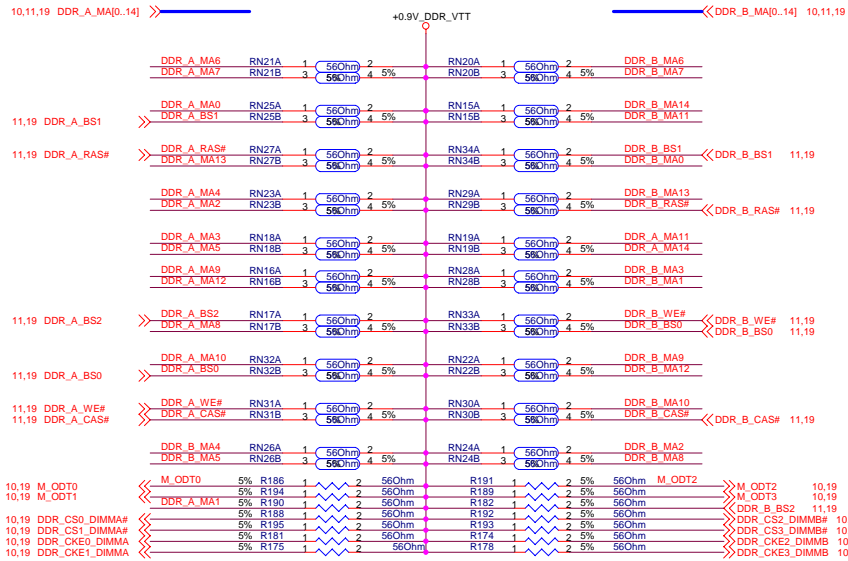 10,11,19 DDR_A_MA[0..14] DDR_B_MA[0..14] 10,11,19
+0.9V_DDR_VTT
DDR_A_MA6 RN21A 1 56Ohm 2 RN20A 1 56Ohm 2 DDR_B_MA6
DDR_A_MA7 RN21B 3 56Ohm 4 5% RN20B 3 56Ohm 4 5% DDR_B_MA7
DDR_A_MA0 RN25A 1 56Ohm 2 RN15A 1 56Ohm 2 DDR_B_MA14
11,19 DDR_A_BS1 DDR_A_BS1 RN25B 3 56Ohm 4 5% RN15B 3 56Ohm 4 5% DDR_B_MA11
11,19 DDR_A_RAS# DDR_A_RAS# RN27A 1 56Ohm 2 RN34A 1 56Ohm 2 DDR_B_BS1 DDR_B_BS1 11,19
DDR_A_MA13 RN27B 3 56Ohm 4 5% RN34B 3 56Ohm 4 5% DDR_B_MA0
DDR_A_MA4 RN23A 1 56Ohm 2 RN29A 1 56Ohm 2 DDR_B_MA13
DDR_A_MA2 RN23B 3 56Ohm 4 5% RN29B 3 56Ohm 4 5% DDR_B_RAS# DDR_B_RAS# 11,19
DDR_A_MA3 RN18A 1 56Ohm 2 RN19A 1 56Ohm 2 DDR_A_MA11
DDR_A_MA5 RN18B 3 56Ohm 4 5% RN19B 3 56Ohm 4 5% DDR_A_MA14
DDR_A_MA9 RN16A 1 56Ohm 2 RN28A 1 56Ohm 2 DDR_B_MA3
DDR_A_MA12 RN16B 3 56Ohm 4 5% RN28B 3 56Ohm 4 5% DDR_B_MA1
11,19 DDR_A_BS2 DDR_A_BS2 RN17A 1 56Ohm 2 RN33A 1 56Ohm 2 DDR_B_WE# DDR_B_WE# 11,19
DDR_A_MA8 RN17B 3 56Ohm 4 5% RN33B 3 56Ohm 4 5% DDR_B_BS0 DDR_B_BS0 11,19
DDR_A_MA10 RN32A 1 56Ohm 2 RN22A 1 56Ohm 2 DDR_B_MA9
11,19 DDR_A_BS0 DDR_A_BS0 RN32B 3 56Ohm 4 5% RN22B 3 56Ohm 4 5% DDR_B_MA12
11,19 DDR_A_WE# DDR_A_WE# RN31A 1 56Ohm 2 RN30A 1 56Ohm 2 DDR_B_MA10
11,19 DDR_A_CAS# DDR_A_CAS# RN31B 3 56Ohm 4 5% RN30B 3 56Ohm 4 5% DDR_B_CAS# DDR_B_CAS# 11,19
DDR_B_MA4 RN26A 1 56Ohm 2 RN24A 1 56Ohm 2 DDR_B_MA2
DDR_B_MA5 RN26B 3 56Ohm 4 5% RN24B 3 56Ohm 4 5% DDR_B_MA8
10,19 M_ODT0 M_ODT0 5% R186 1 2 56Ohm R191 1 2 5% 56Ohm M_ODT2 M_ODT2 10,19
10,19 M_ODT1 5% R194 1 2 56Ohm R189 1 2 5% 56Ohm M_ODT3 10,19
DDR_A_MA1 5% R190 1 2 56Ohm R182 1 2 5% 56Ohm DDR_B_BS2 11,19
10,19 DDR_CS0_DIMMA# 5% R188 1 2 56Ohm R192 1 2 5% 56Ohm DDR_CS2_DIMMB# 10
10,19 DDR_CS1_DIMMA# 5% R195 1 2 56Ohm R193 1 2 5% 56Ohm DDR_CS3_DIMMB# 10
10,19 DDR_CKE0_DIMMA 5% R181 1 2 56Ohm R174 1 2 5% 56Ohm DDR_CKE2_DIMMB 10
10,19 DDR_CKE1_DIMMA 5% R175 1 2 56Ohm R178 1 2 5% 56Ohm DDR_CKE3_DIMMB 10